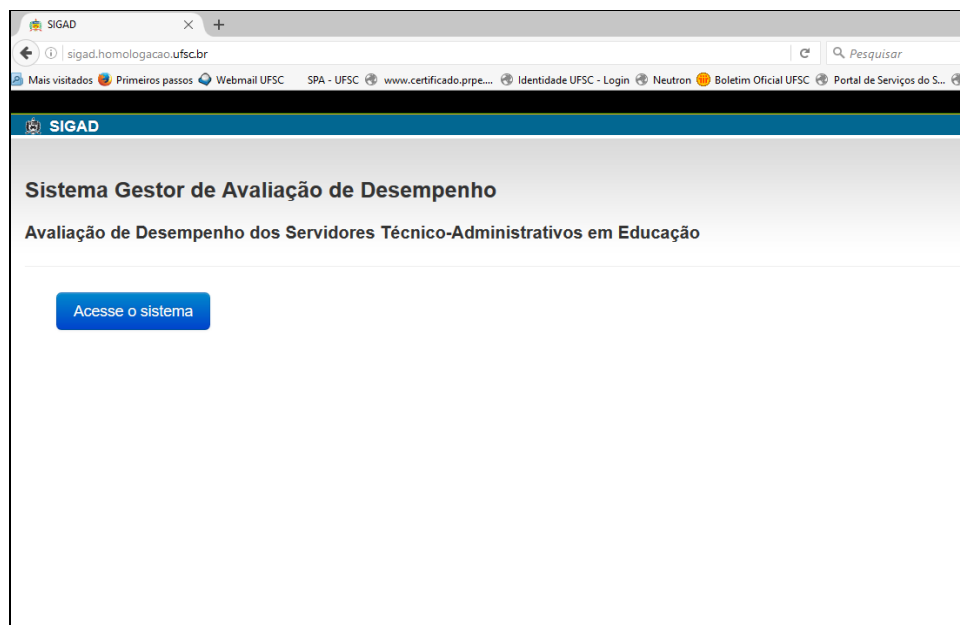 SIGAD
sigad.homologacao.ufsc.br
Pesquisar
Mais visitados Primeiros passos Webmail UFSC SPA - UFSC www.certificado.prpe.... Identidade UFSC - Login Neutron Boletim Oficial UFSC Portal de Serviços do S...
SIGAD
Sistema Gestor de Avaliação de Desempenho
Avaliação de Desempenho dos Servidores Técnico-Administrativos em Educação
Acesse o sistema